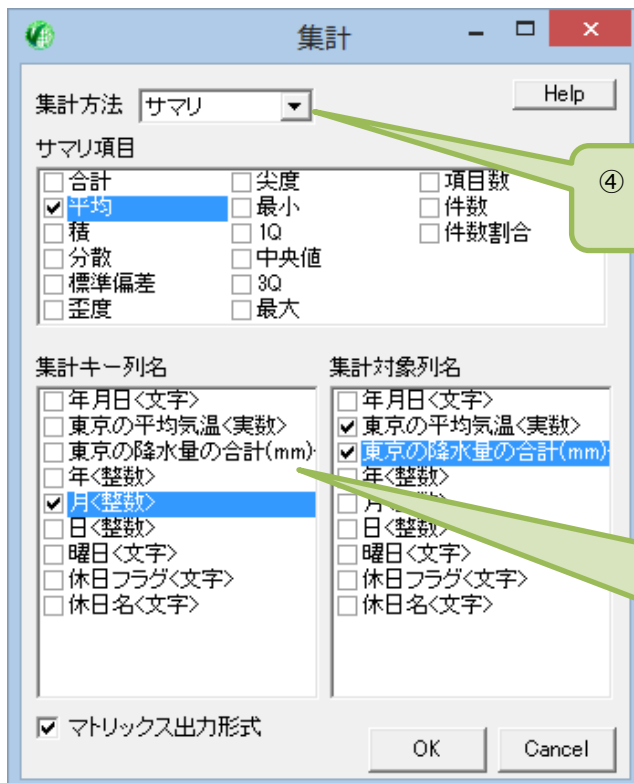 集計
集計方法 サマリ Help
サマリ項目
合計 尖度 項目数
平均 最小 件数
積 1Q 件数割合
分散 中央値
標準偏差 3Q
歪度 最大
④
集計キー列名 集計対象列名
年月日<文字> 年月日<文字>
東京の平均気温<実数> 東京の平均気温<実数>
東京の降水量の合計(mm)< 東京の降水量の合計(mm)<
年<整数> 年<整数>
月<整数> 月<整数>
日<整数> 日<整数>
曜日<文字> 曜日<文字>
休日フラグ<文字> 休日フラグ<文字>
休日名<文字> 休日名<文字>
マトリックス出力形式
OK Cancel